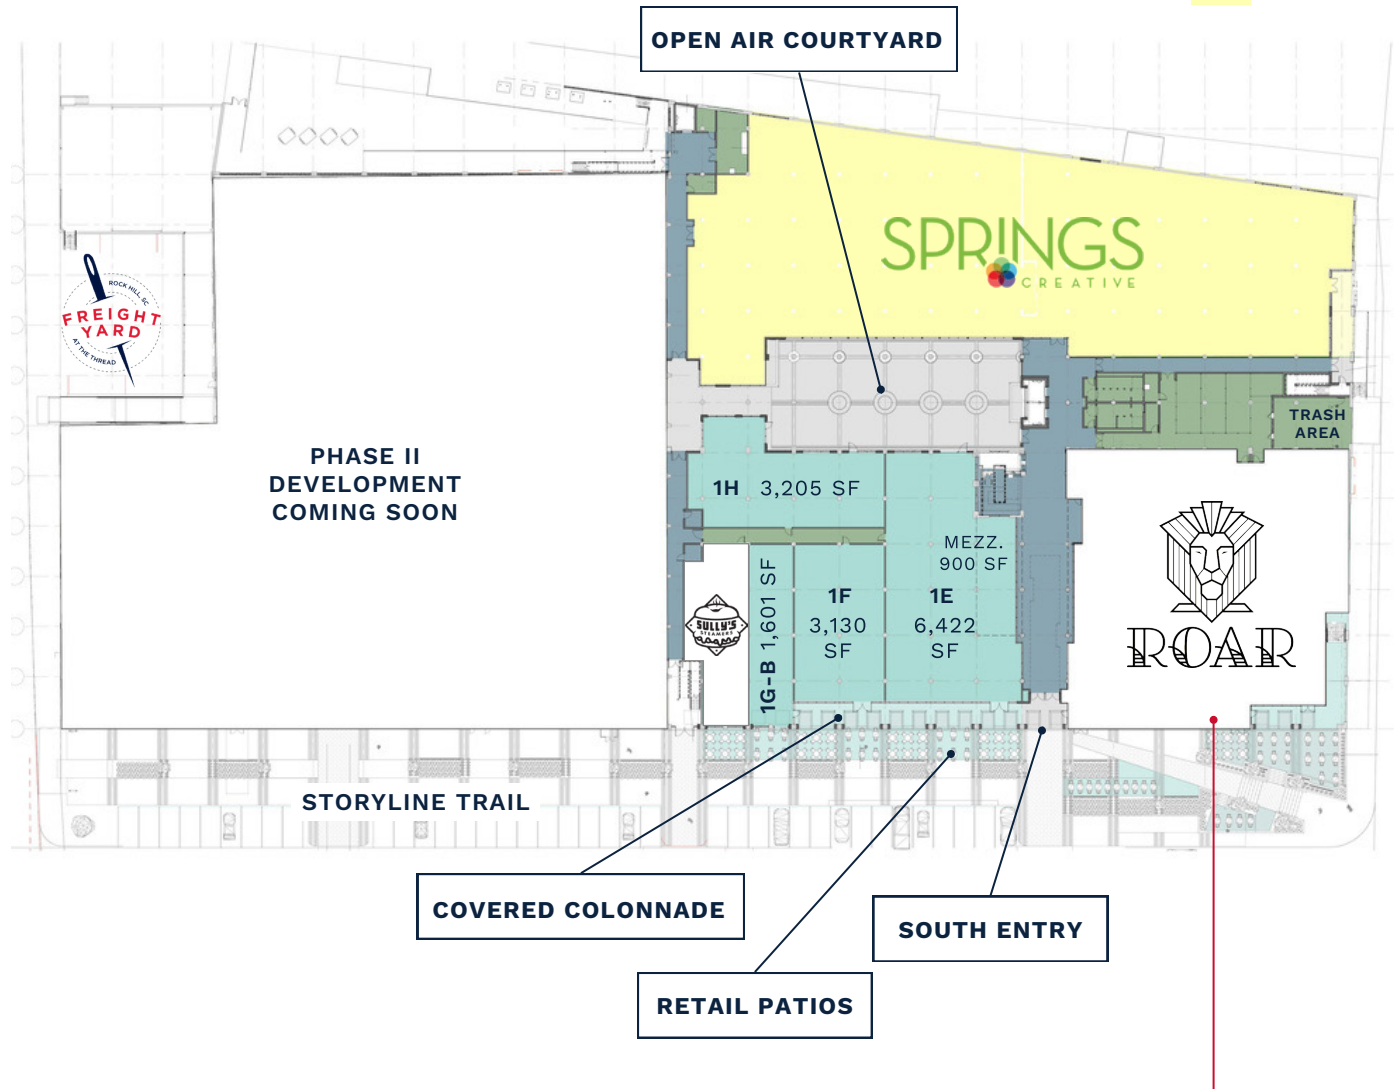 OPEN AIR COURTYARD
SPRINGS
CREATIVE
ROCK HILL, SC
FREIGHT
YARD
AT THE THREAD
TRASH
AREA
PHASE II
DEVELOPMENT
COMING SOON
1H 3,205 SF
MEZZ.
900 SF
SULLY'S
STEAMERS
1G-B 1,601 SF
1F
3,130
SF
1E
6,422
SF
ROAR
STORYLINE TRAIL
COVERED COLONNADE
SOUTH ENTRY
RETAIL PATIOS